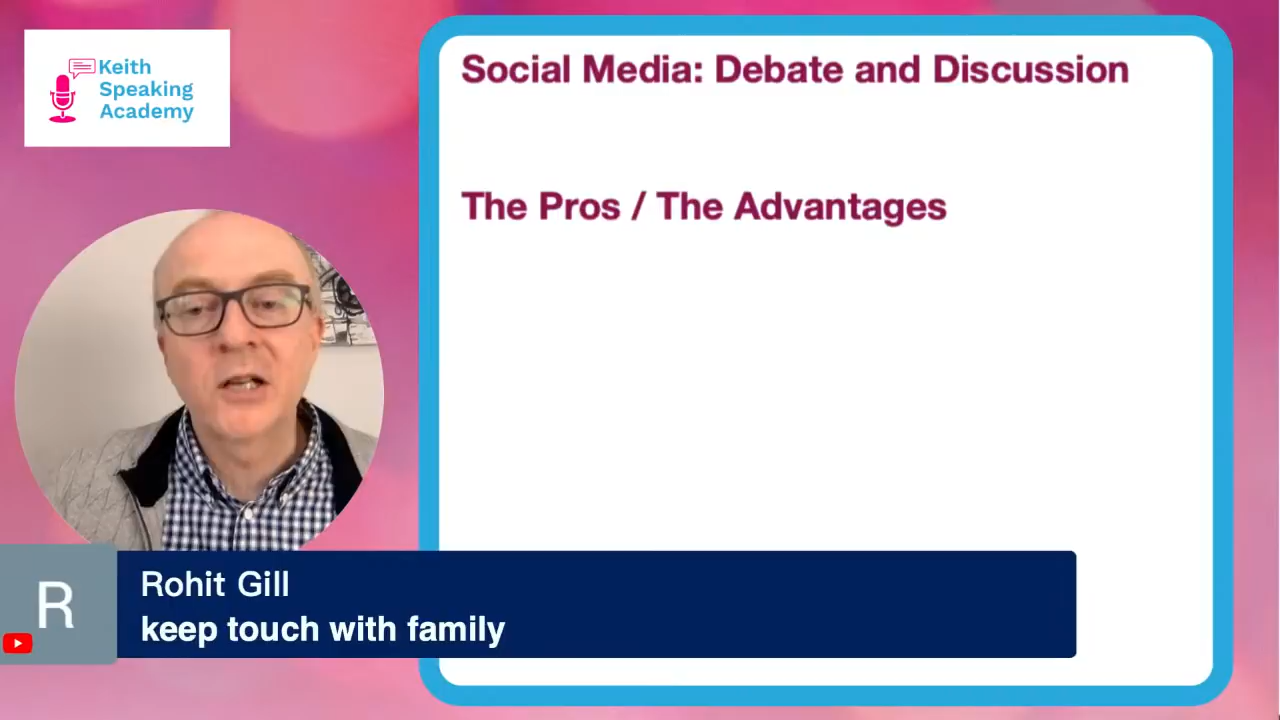 Keith
Speaking
Academy
Social Media: Debate and Discussion
The Pros / The Advantages
R
Rohit Gill
keep touch with family